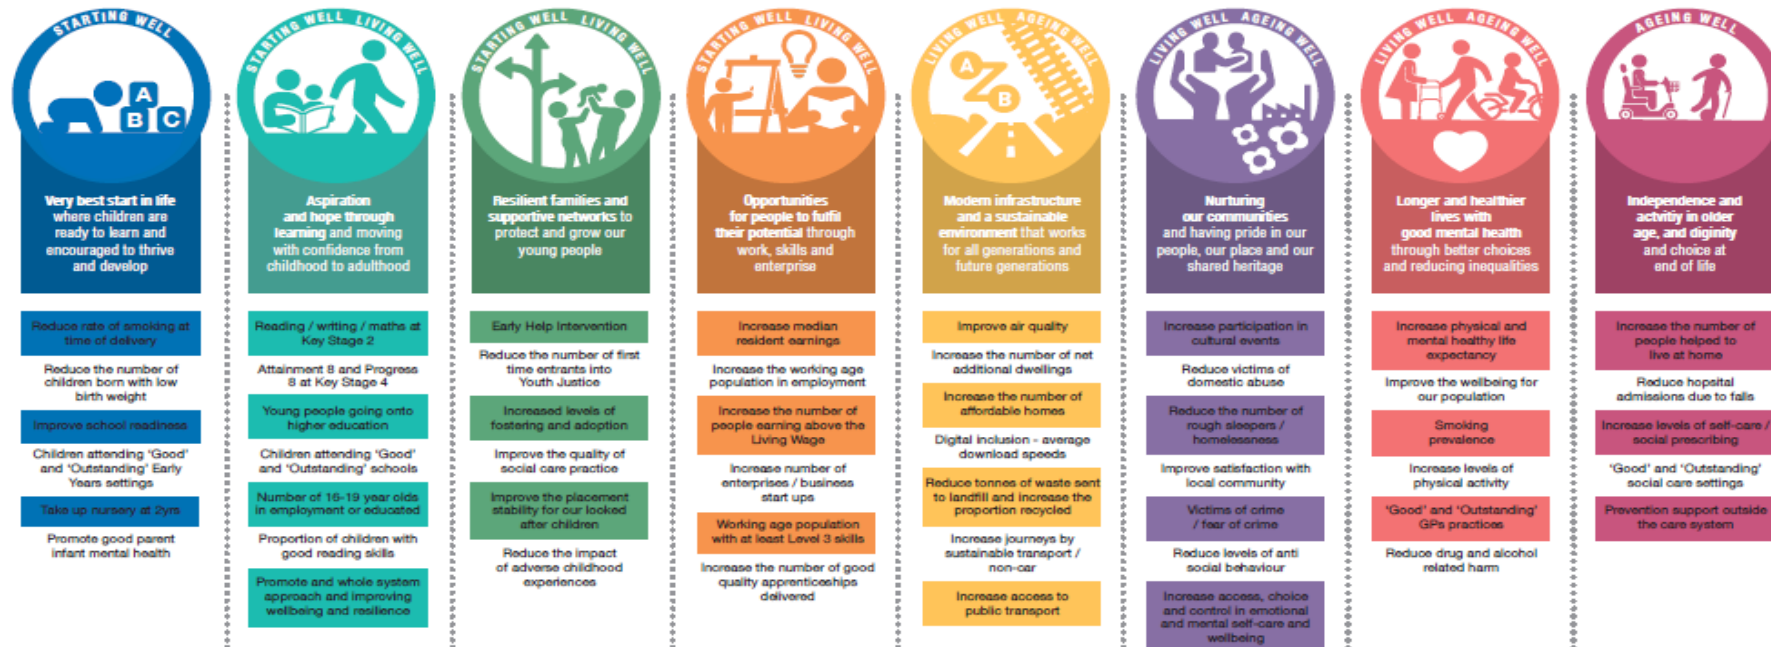 STARTING WELL
A
B C
Very best start in life
where children are
ready to learn and
encouraged to thrive
and develop
Reduce rate of smoking at
time of delivery
Reduce the number of
children born with low
birth weight
Improve school readiness
Children attending ‘Good’
and ‘Outstanding’ Early
Years settings
Take up nursery at 2yrs
Promote good parent
infant mental health
STARTING WELL LIVING WELL
Aspiration
and hope through
learning and moving
with confidence from
childhood to adulthood
Reading / writing / maths at
Key Stage 2
Attainment 8 and Progress
8 at Key Stage 4
Young people going onto
higher education
Children attending ‘Good’
and ‘Outstanding’ schools
Number of 16-19 year olds
in employment or educated
Proportion of children with
good reading skills
Promote and whole system
approach and improving
wellbeing and resilience
STARTING WELL LIVING WELL
Resilient families and
supportive networks to
protect and grow our
young people
Early Help Intervention
Reduce the number of first
time entrants into
Youth Justice
Increased levels of
fostering and adoption
Improve the quality of
social care practice
Improve the placement
stability for our looked
after children
Reduce the impact
of adverse childhood
experiences
STARTING WELL LIVING WELL
Opportunities
for people to fulfil
their potential through
work, skills and
enterprise
Increase median
resident earnings
Increase the working age
population in employment
Increase the number of
people earning above the
Living Wage
Increase number of
enterprises / business
start ups
Working age population
with at least Level 3 skills
Increase the number of good
quality apprenticeships
delivered
LIVING WELL AGEING WELL
A
B
Modern infrastructure
and a sustainable
environment that works
for all generations and
future generations
Improve air quality
Increase the number of net
additional dwellings
Increase the number of
affordable homes
Digital inclusion - average
download speeds
Reduce tonnes of waste sent
to landfill and increase the
proportion recycled
Increase journeys by
sustainable transport /
non-car
Increase access to
public transport
LIVING WELL AGEING WELL
Nurturing
our communities
and having pride in our
people, our place and our
shared heritage
Increase participation in
cultural events
Reduce victims of
domestic abuse
Reduce the number of
rough sleepers /
homelessness
Improve satisfaction with
local community
Victims of crime
/ fear of crime
Reduce levels of anti
social behaviour
Increase access, choice
and control in emotional
and mental self-care and
wellbeing
LIVING WELL AGEING WELL
Longer and healthier
lives with
good mental health
through better choices
and reducing inequalities
Increase physical and
mental healthy life
expectancy
Improve the wellbeing for
our population
Smoking
prevalence
Increase levels of
physical activity
‘Good’ and ‘Outstanding’
GPs practices
Reduce drug and alcohol
related harm
AGEING WELL
Independence and
actvitiy in older
age, and diginity
and choice at
end of life
Increase the number of
people helped to
live at home
Reduce hopsital
admissions due to falls
Increase levels of self-care /
social prescribing
‘Good’ and ‘Outstanding’
social care settings
Prevention support outside
the care system